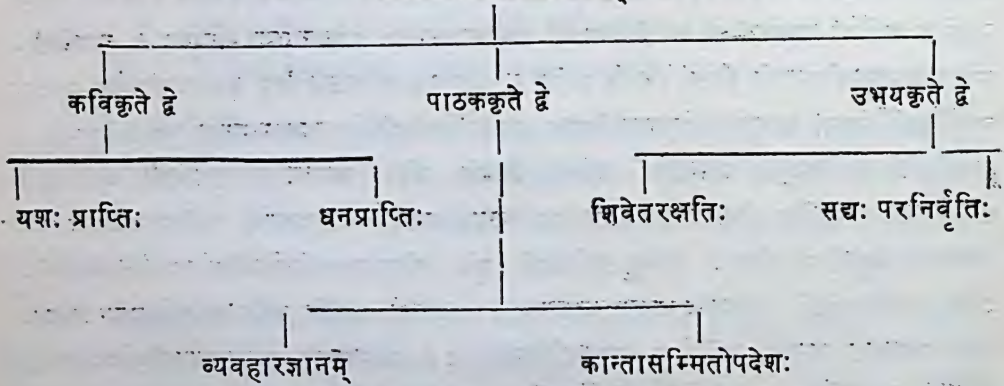 कविकृते द्वे पाठककृते द्वे उभयकृते द्वे
यशः प्राप्तिः धनप्राप्तिः शिवेतरक्षतिः सद्यः परनिर्वृतिः
व्यवहारज्ञानम् कान्तासम्मितोपदेशः